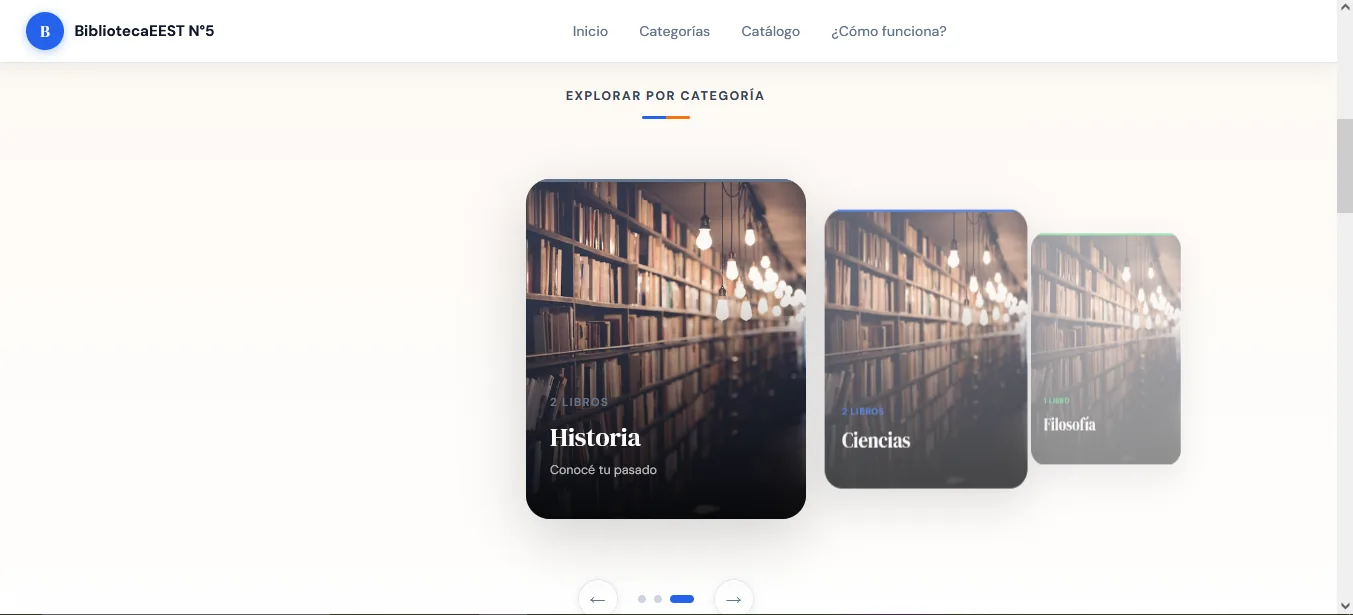 B BibliotecaEEST N°5 Inicio Categorías Catálogo ¿Cómo funciona?
EXPLORAR POR CATEGORÍA
2 LIBROS
Historia
Conocé tu pasado
2 LIBROS
Ciencias
1 LIBRO
Filosofía
← →